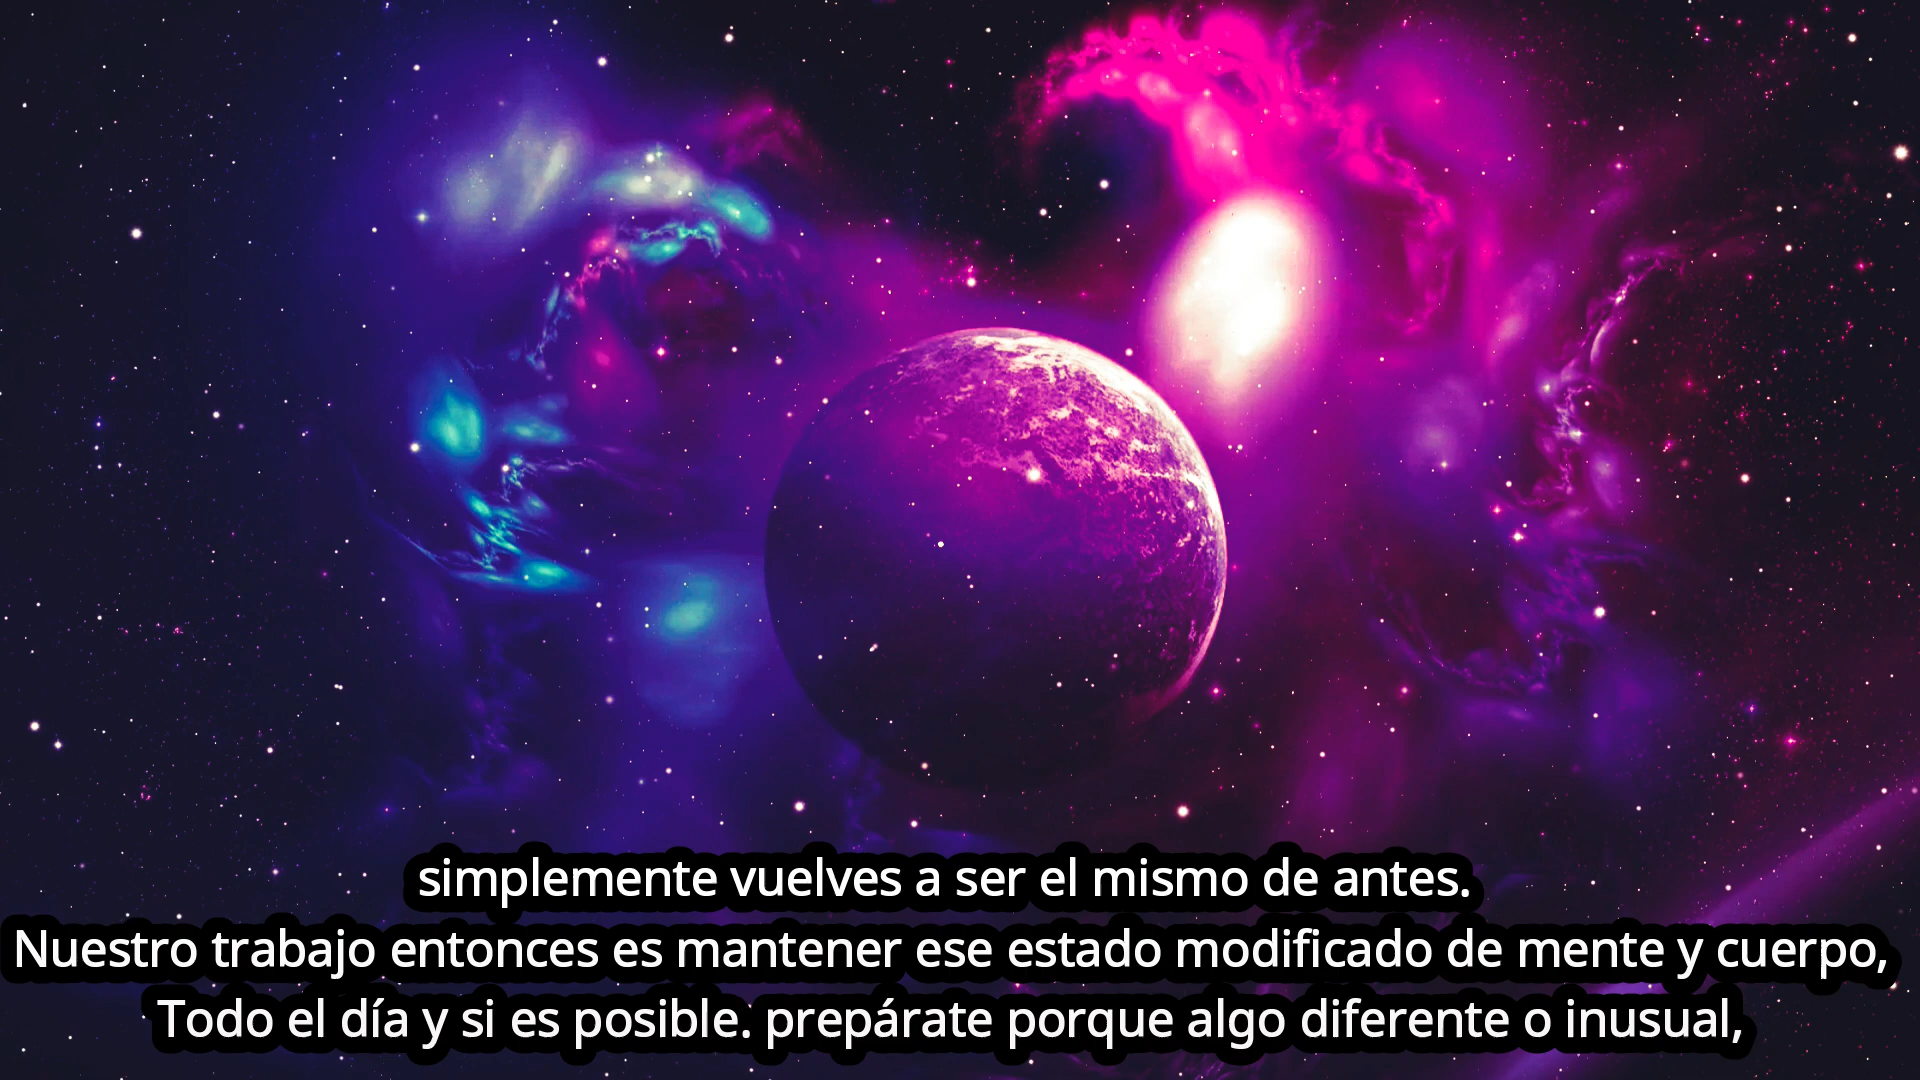 simplemente vuelves a ser el mismo de antes.
Nuestro trabajo entonces es mantener ese estado modificado de mente y cuerpo,
Todo el día y si es posible. prepárate porque algo diferente o inusual,